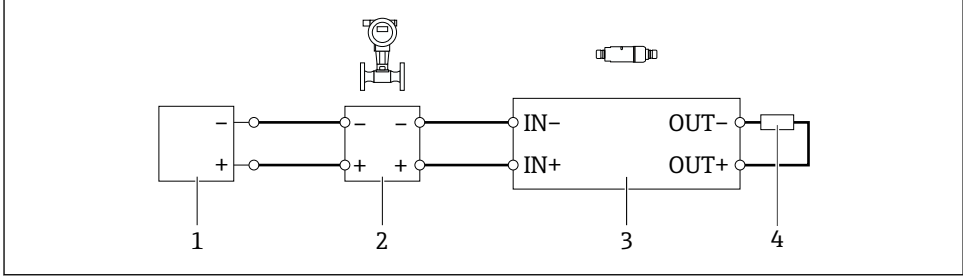 − − − IN− OUT−
+ + + IN+ OUT+
1 2 3 4